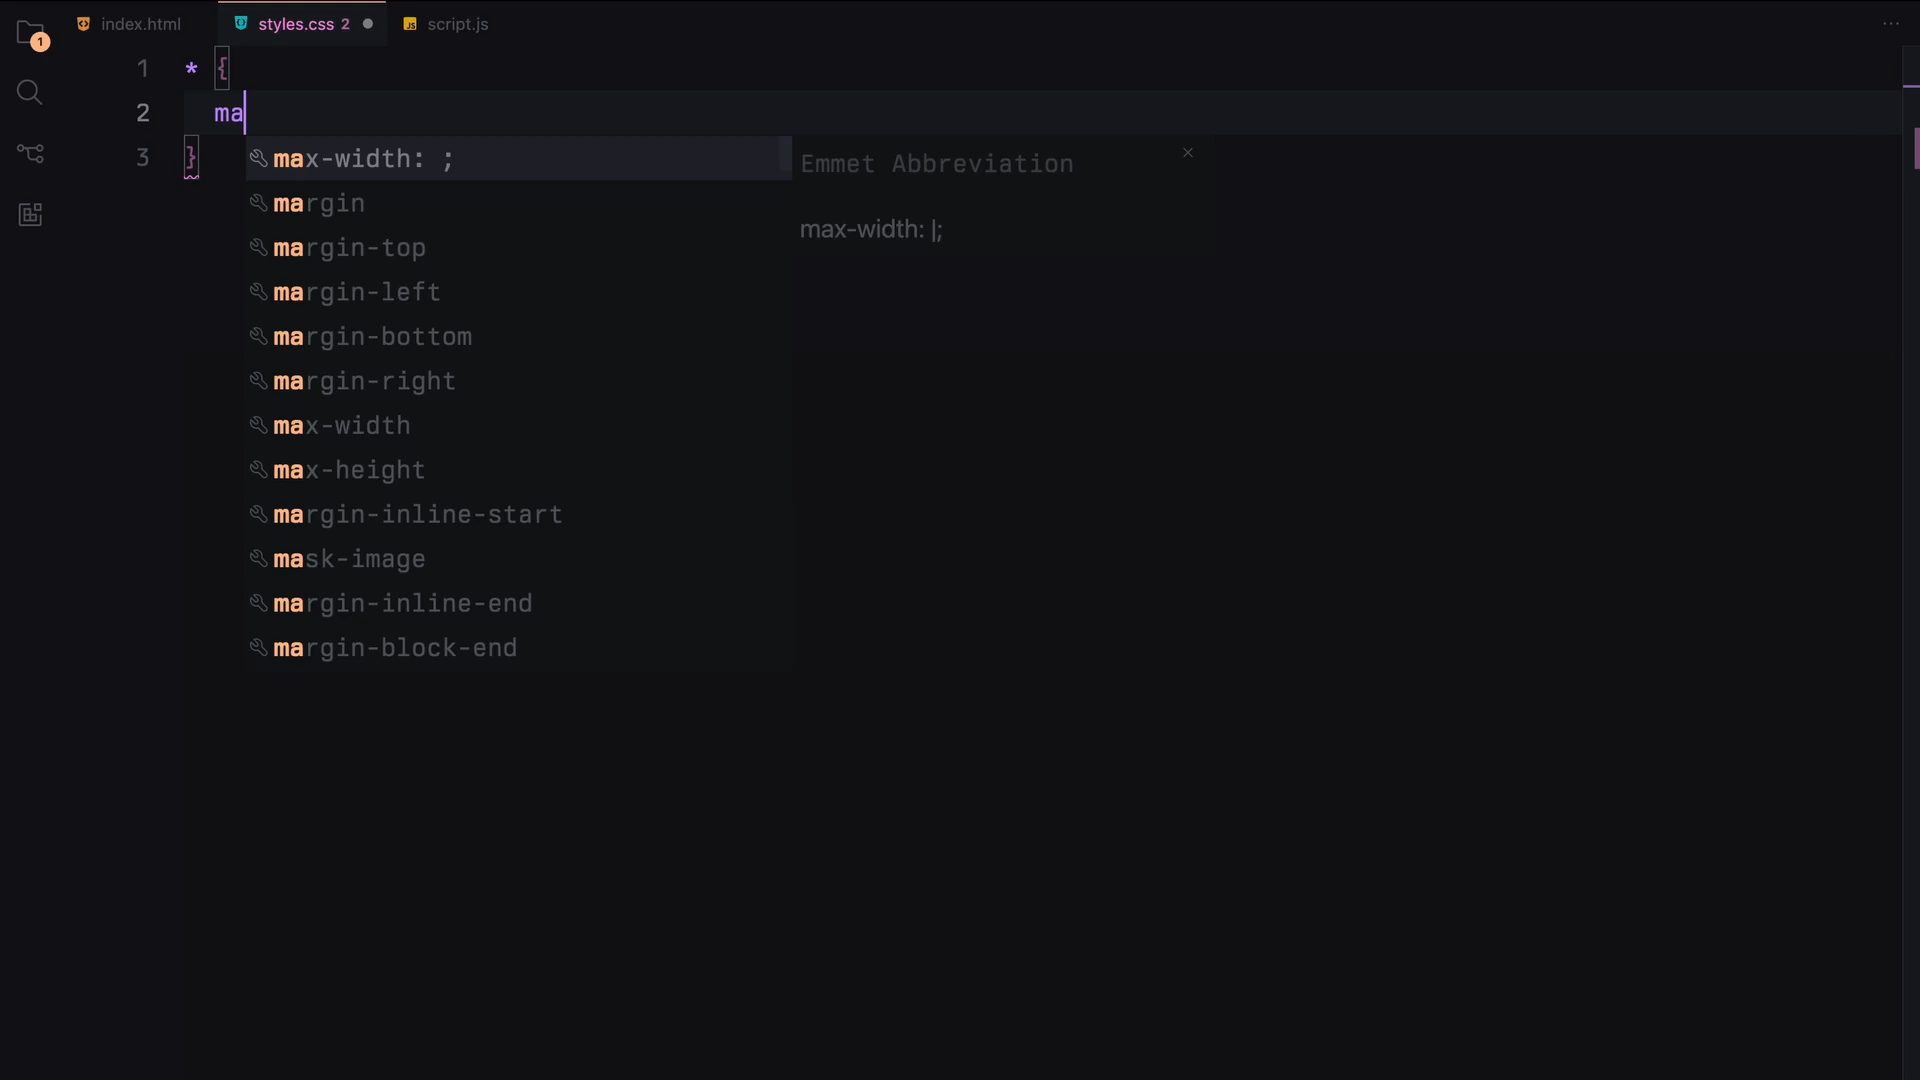 index.html
styles.css 2
script.js
...
1
1 * {
2 ma
3 }
max-width: ;
margin
margin-top
margin-left
margin-bottom
margin-right
max-width
max-height
margin-inline-start
mask-image
margin-inline-end
margin-block-end
Emmet Abbreviation
max-width: |;